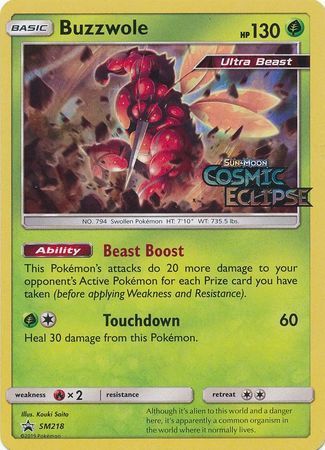 BASIC Buzzwole HP 130
Ultra Beast
SUN & MOON
COSMIC
ECLIPSE
NO. 794 Swollen Pokémon HT: 7'10" WT: 735.5 lbs.
Ability Beast Boost
This Pokémon's attacks do 20 more damage to your
opponent's Active Pokémon for each Prize card you have
taken (before applying Weakness and Resistance).
Touchdown 60
Heal 30 damage from this Pokémon.
weakness × 2 resistance retreat
Illus. Kouki Saito
SM218
©2019 Pokémon
Although it's alien to this world and a danger
here, it's apparently a common organism in
the world where it normally lives.